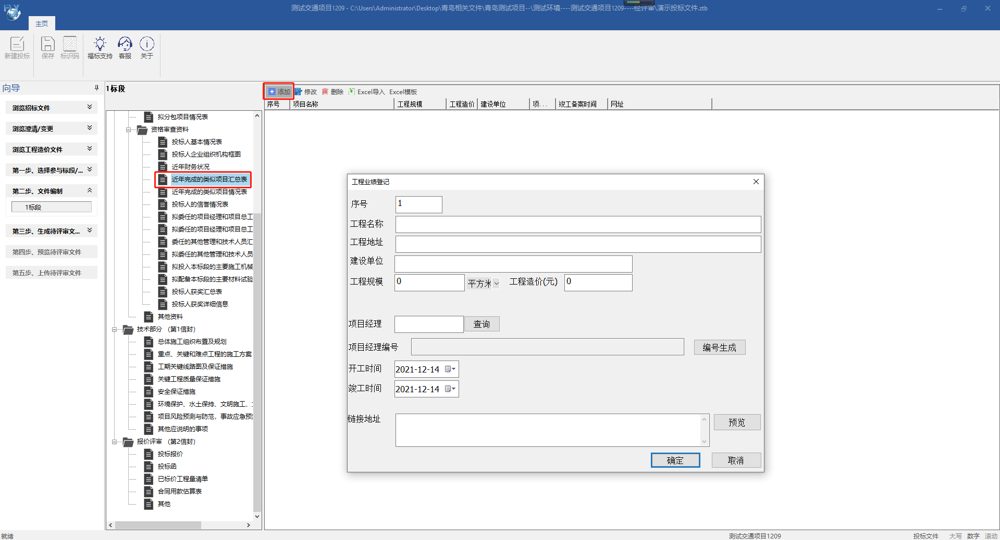 FLY
测试交通项目1209 - C:\Users\Administrator\Desktop\青岛相关文件\青岛测试项目--\测试环境----测试交通项目1209----经评审\演示投标文件.ztb
主页
新建投标 保存 标识码 福标支持 客服 关于
向导
浏览招标文件
浏览澄清/变更
浏览工程造价文件
第一步、选择参与标段/...
第二步、文件编制
1标段
第三步、生成待评审文...
第四步、预览待评审文件
第五步、上传待评审文件
1标段
拟分包项目情况表
资格审查资料
投标人基本情况表
投标人企业组织机构框图
近年财务状况
近年完成的类似项目汇总表
近年完成的类似项目情况表
投标人的信誉情况表
拟委任的项目经理和项目总工
拟委任的项目经理和项目总工
委任的其他管理和技术人员汇
拟委任的其他管理和技术人员
拟投入本标段的主要施工机械
拟配备本标段的主要材料试验
投标人获奖汇总表
投标人获奖详细信息
其他资料
技术部分 （第1信封）
总体施工组织布置及规划
重点、关键和难点工程的施工方案
工期关键线路图及保证措施
关键工程质量保证措施
安全保证措施
环境保护、水土保持、文明施工、
项目风险预测与防范，事故应急预
其他应说明的事项
报价评审 （第2信封）
投标报价
投标函
已标价工程量清单
合同用款估算表
其他
添加 修改 删除 Excel导入 Excel模板
序号 项目名称 工程规模 工程造价 建设单位 项... 竣工备案时间 网址
工程业绩登记
序号 1
工程名称
工程地址
建设单位
工程规模 0 平方米 工程造价(元) 0
项目经理 查询
项目经理编号 编号生成
开工时间 2021-12-14
竣工时间 2021-12-14
链接地址 预览
确定 取消
就绪 测试交通项目1209 投标文件 大写 数字 滚动